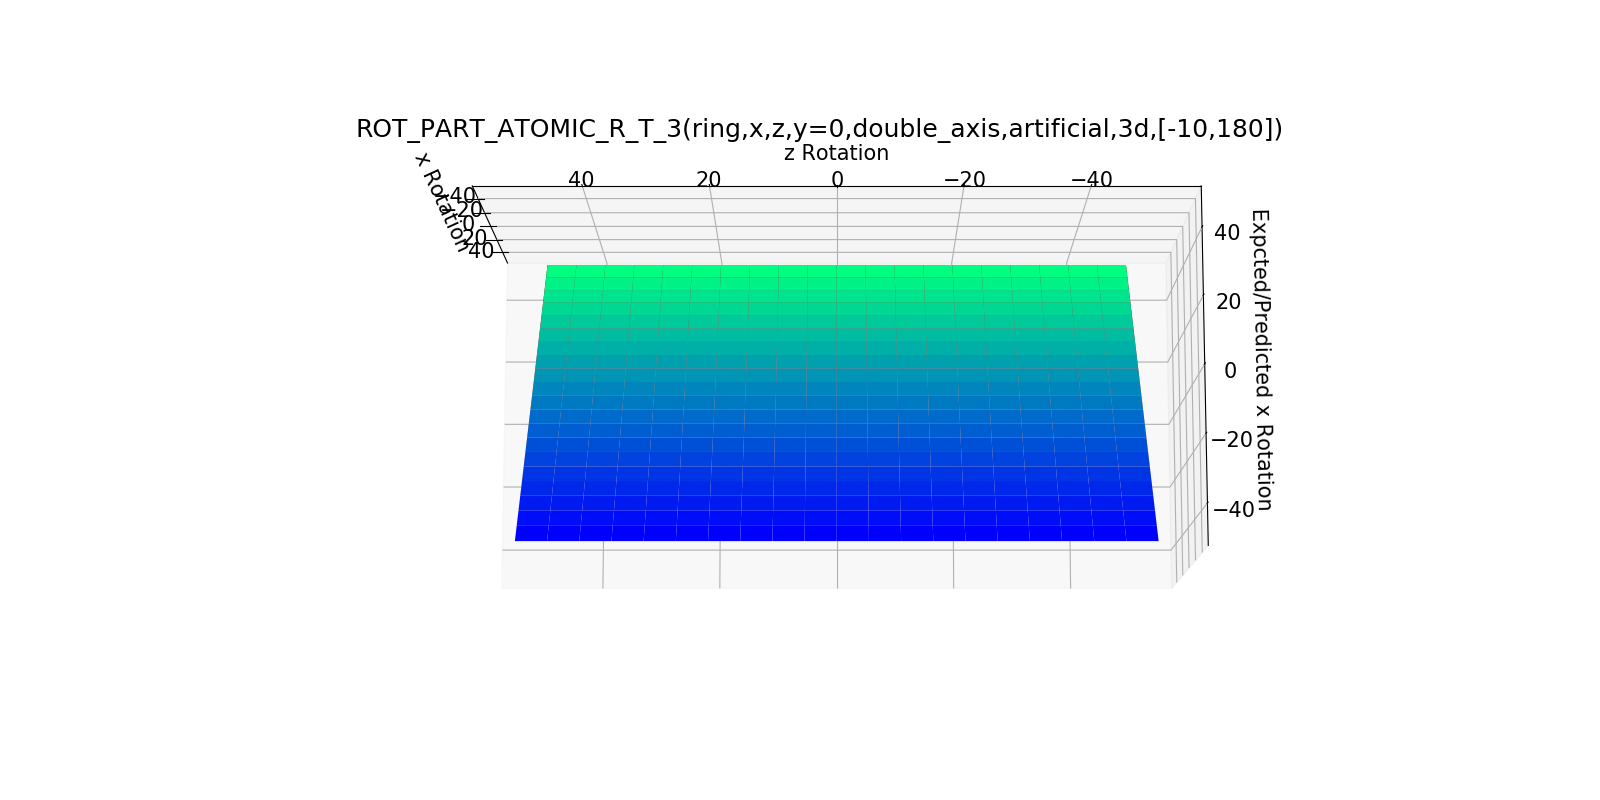 ROT_PART_ATOMIC_R_T_3(ring,x,z,y=0,double_axis,artificial,3d,[-10,180])
z Rotation
40 20 0 −20 −40
x Rotation
−40
−20
0
20
40
40
20
0
−20
−40
Expcted/Predicted x Rotation